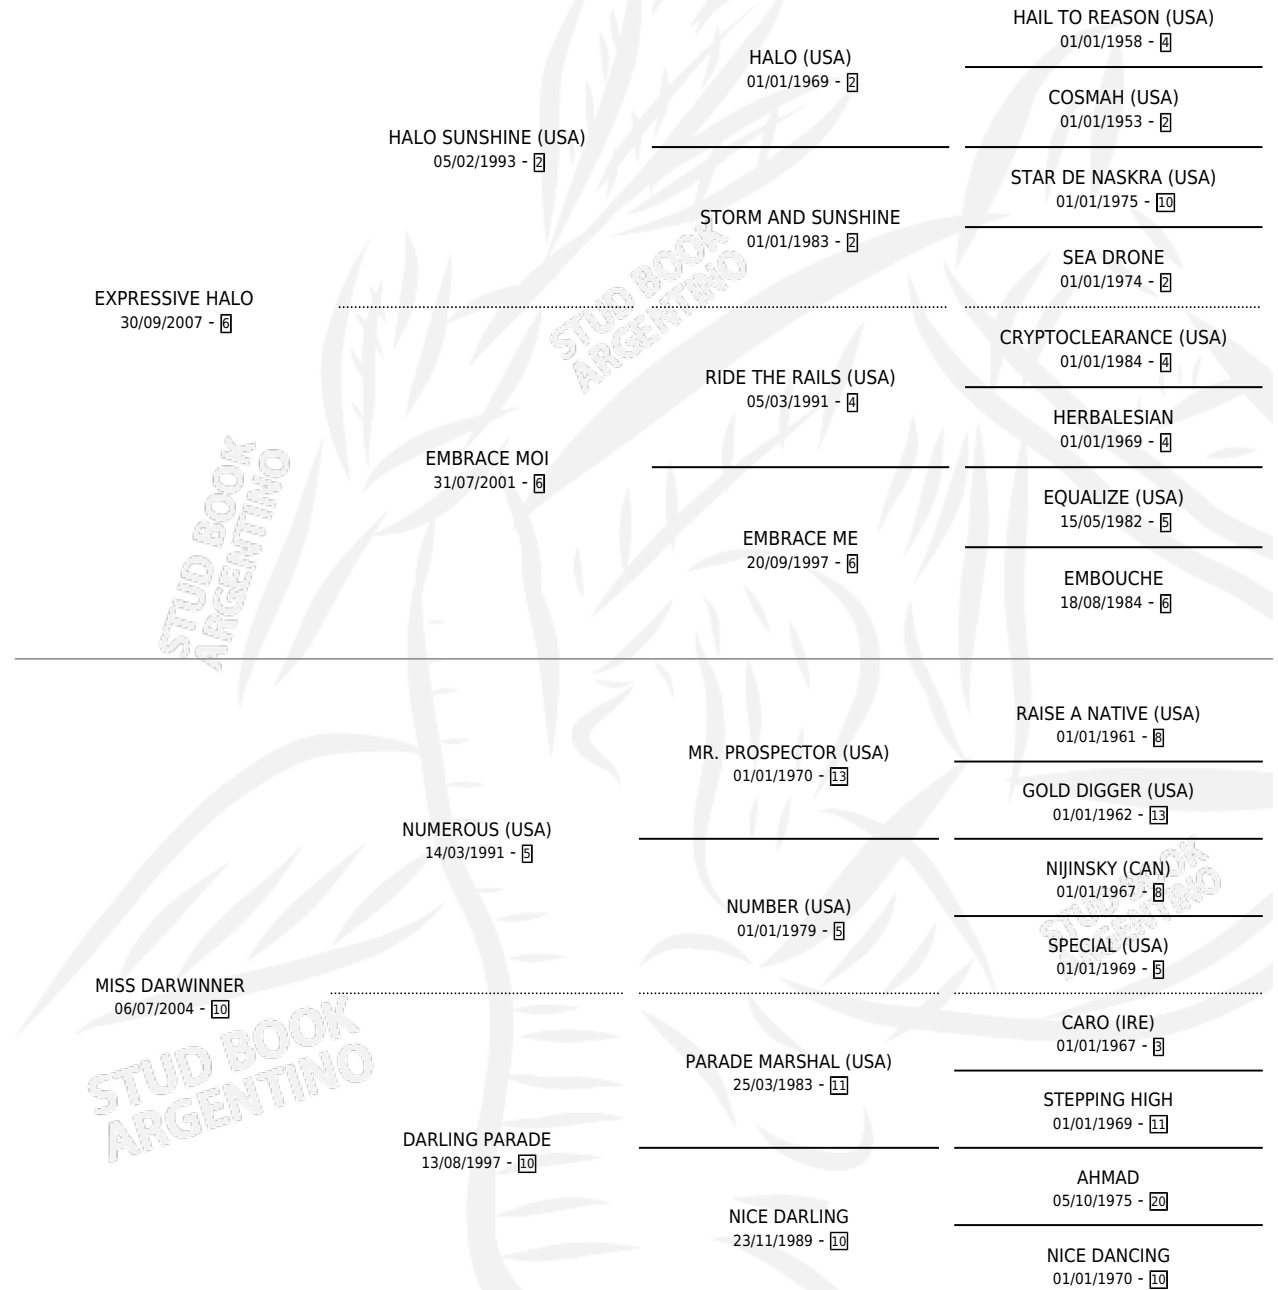 HAIL TO REASON (USA)
01/01/1958 - 4
HALO (USA)
01/01/1969 - 2
COSMAH (USA)
01/01/1953 - 2
HALO SUNSHINE (USA)
05/02/1993 - 2
STAR DE NASKRA (USA)
01/01/1975 - 10
STORM AND SUNSHINE
01/01/1983 - 2
SEA DRONE
01/01/1974 - 2
EXPRESSIVE HALO
30/09/2007 - 6
CRYPTOCLEARANCE (USA)
01/01/1984 - 4
RIDE THE RAILS (USA)
05/03/1991 - 4
HERBALESIAN
01/01/1969 - 4
EMBRACE MOI
31/07/2001 - 6
EQUALIZE (USA)
15/05/1982 - 5
EMBRACE ME
20/09/1997 - 6
EMBOUCHE
18/08/1984 - 6
RAISE A NATIVE (USA)
01/01/1961 - 8
MR. PROSPECTOR (USA)
01/01/1970 - 13
GOLD DIGGER (USA)
01/01/1962 - 13
NUMEROUS (USA)
14/03/1991 - 5
NIJINSKY (CAN)
01/01/1967 - 8
NUMBER (USA)
01/01/1979 - 5
SPECIAL (USA)
01/01/1969 - 5
MISS DARWINNER
06/07/2004 - 10
CARO (IRE)
01/01/1967 - 3
PARADE MARSHAL (USA)
25/03/1983 - 11
STEPPING HIGH
01/01/1969 - 11
DARLING PARADE
13/08/1997 - 10
AHMAD
05/10/1975 - 20
NICE DARLING
23/11/1989 - 10
NICE DANCING
01/01/1970 - 10
STUD BOOK
ARGENTINO
STUD BOOK
ARGENTINO
STUD BOOK
ARGENTINO
STUD BOOK
ARGENTINO